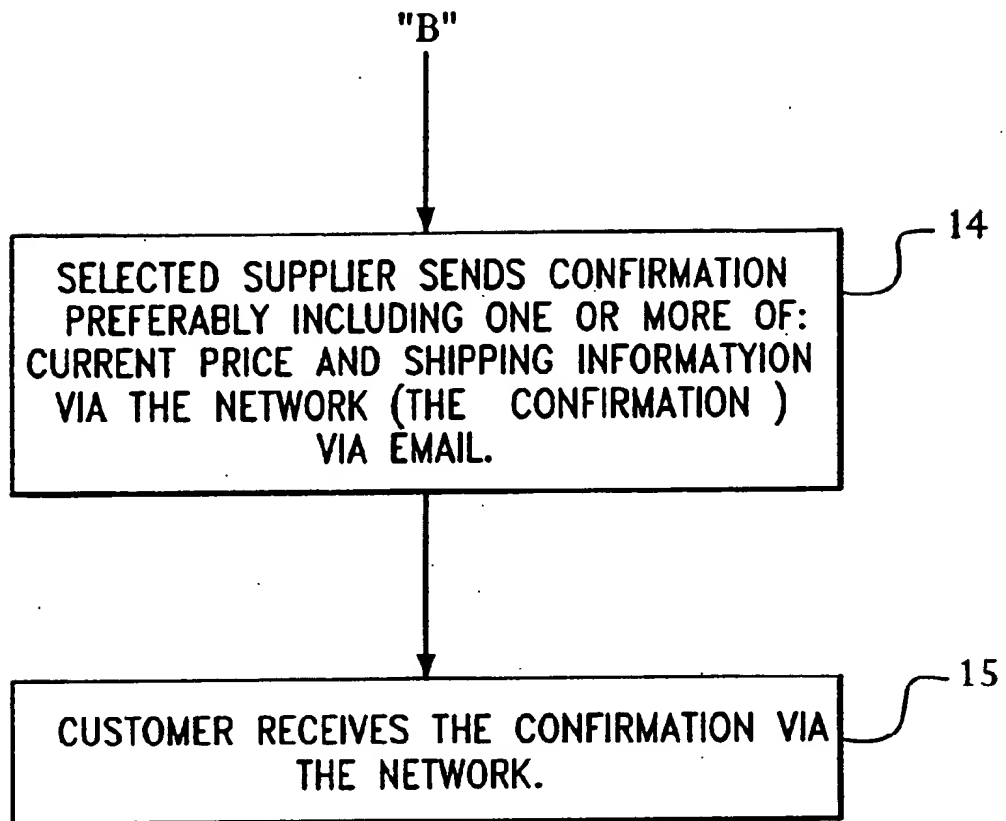 "B"
14
SELECTED SUPPLIER SENDS CONFIRMATION
PREFERABLY INCLUDING ONE OR MORE OF:
CURRENT PRICE AND SHIPPING INFORMATYION
VIA THE NETWORK (THE CONFIRMATION )
VIA EMAIL.
15
CUSTOMER RECEIVES THE CONFIRMATION VIA
THE NETWORK.